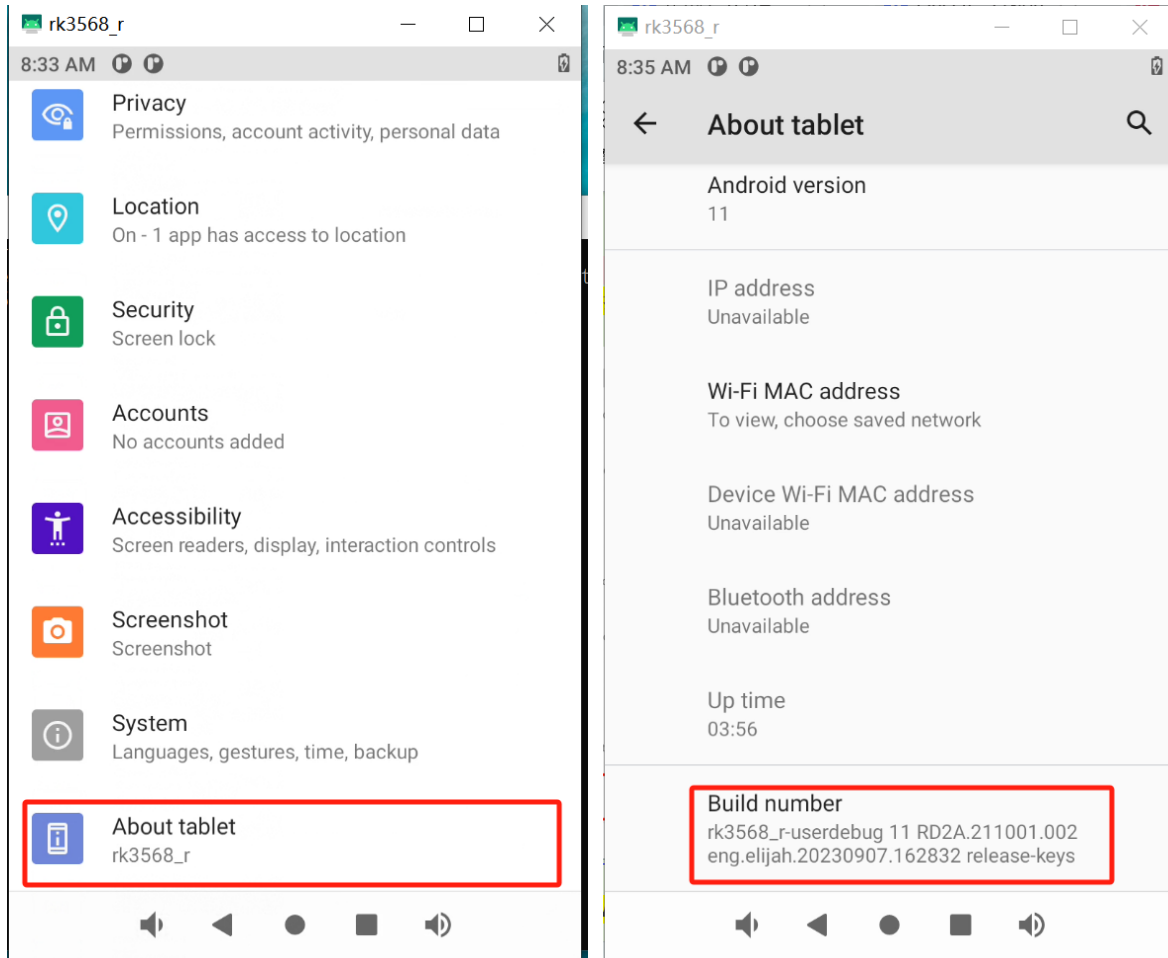 rk3568_r
8:33 AM
Privacy
Permissions, account activity, personal data
Location
On - 1 app has access to location
Security
Screen lock
Accounts
No accounts added
Accessibility
Screen readers, display, interaction controls
Screenshot
Screenshot
System
Languages, gestures, time, backup
About tablet
rk3568_r
rk3568_r
8:35 AM
About tablet
Android version
11
IP address
Unavailable
Wi-Fi MAC address
To view, choose saved network
Device Wi-Fi MAC address
Unavailable
Bluetooth address
Unavailable
Up time
03:56
Build number
rk3568_r-userdebug 11 RD2A.211001.002
eng.elijah.20230907.162832 release-keys